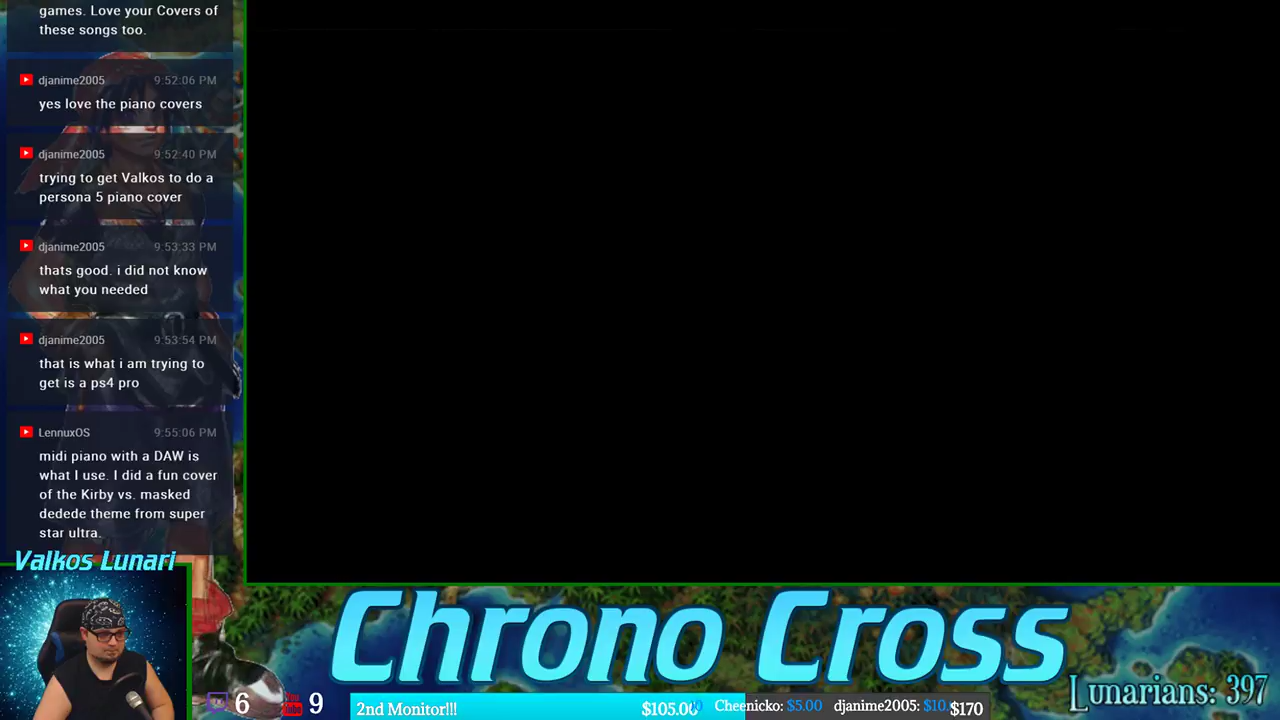 games. Love your Covers of
these songs too.
djanime2005 9:52:06 PM
yes love the piano covers
djanime2005 9:52:40 PM
trying to get Valkos to do a
persona 5 piano cover
djanime2005 9:53:33 PM
thats good. i did not know
what you needed
djanime2005 9:53:54 PM
that is what i am trying to
get is a ps4 pro
LennuxOS 9:55:06 PM
midi piano with a DAW is
what I use. I did a fun cover
of the Kirby vs. masked
dedede theme from super
star ultra.
Valkos Lunari
Chrono Cross
Lunarians: 397
6
You Tube 9
2nd Monitor!!! $105.00
Cheenicko: $5.00 djanime2005: $10.
$170